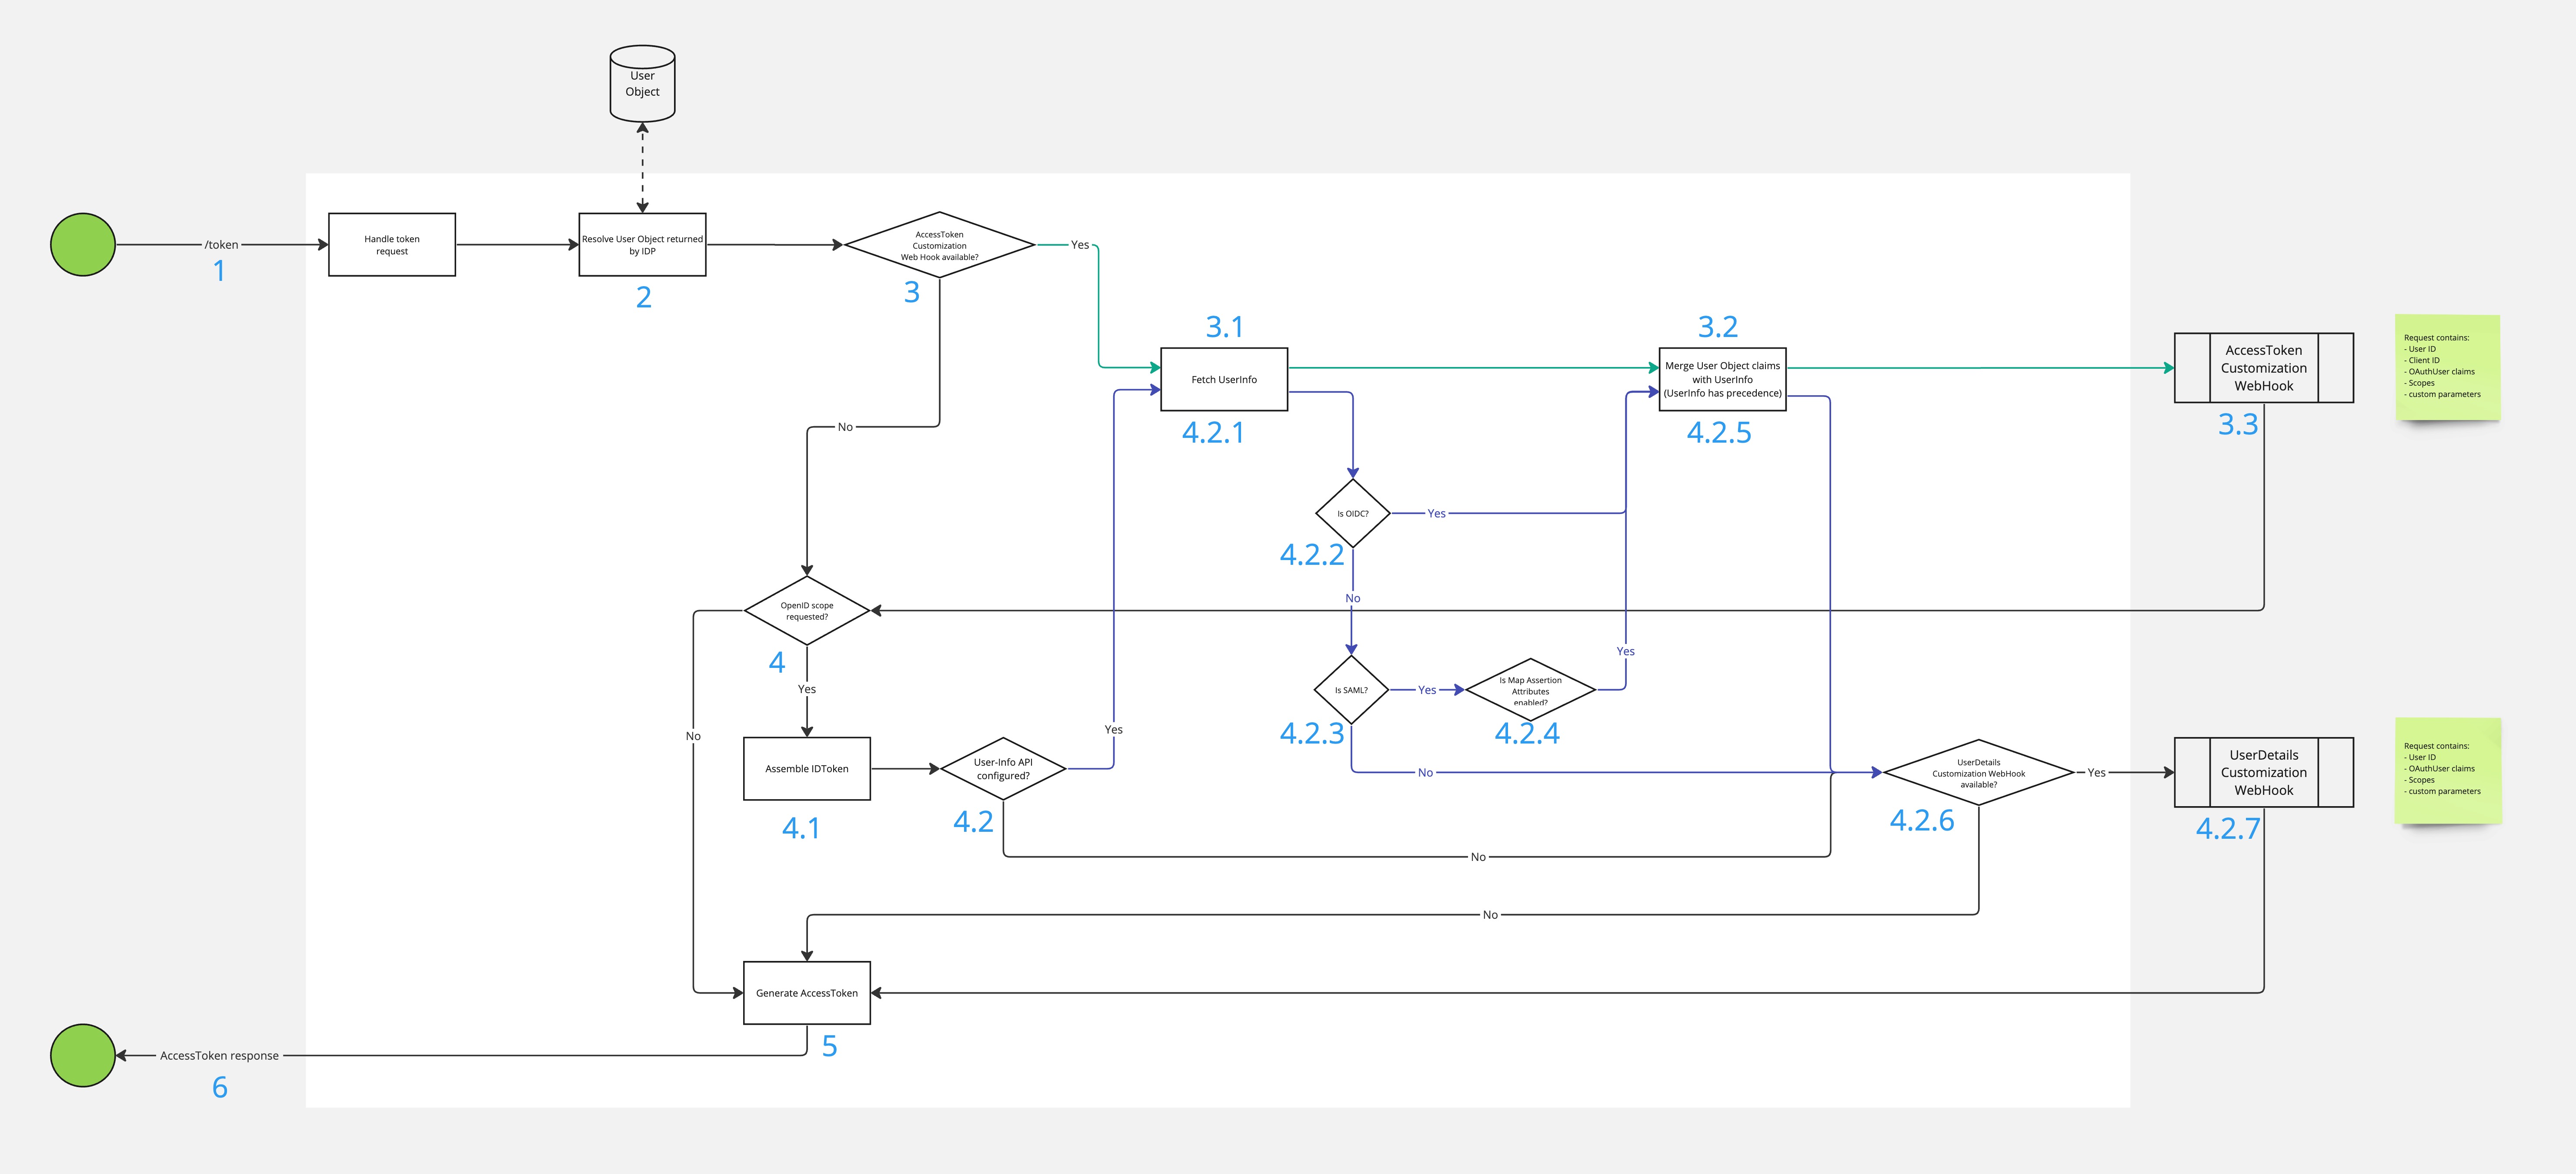 User
Object
/token
1
Handle token
request
Resolve User Object returned
by IDP
2
AccessToken
Customization
Web Hook available?
3
Yes
No
3.1
Fetch UserInfo
4.2.1
3.2
Merge User Object claims
with UserInfo
(UserInfo has precedence)
4.2.5
AccessToken
Customization
WebHook
3.3
Request contains:
- User ID
- Client ID
- OAuthUser claims
- Scopes
- custom parameters
Is OIDC?
Yes
4.2.2
No
OpenID scope
requested?
4
Yes
No
Is SAML?
Yes
4.2.3
No
Is Map Assertion
Attributes
enabled?
4.2.4
Yes
Assemble IDToken
4.1
User-Info API
configured?
4.2
Yes
No
UserDetails
Customization WebHook
available?
4.2.6
Yes
No
UserDetails
Customization
WebHook
4.2.7
Request contains:
- User ID
- OAuthUser claims
- Scopes
- custom parameters
Generate AccessToken
5
AccessToken response
6